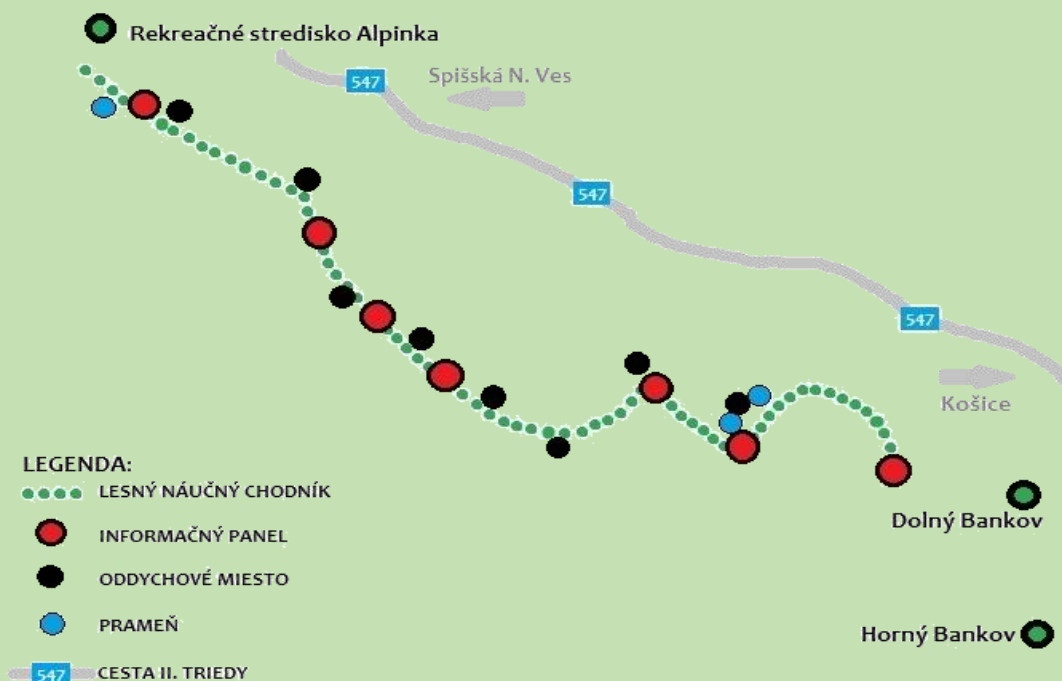 Rekreačné stredisko Alpinka
547
Spišská N. Ves
547
547
Košice
Dolný Bankov
Horný Bankov
LEGENDA:
LESNÝ NÁUČNÝ CHODNÍK
INFORMAČNÝ PANEL
ODDYCHOVÉ MIESTO
PRAMEŇ
547 CESTA II. TRIEDY